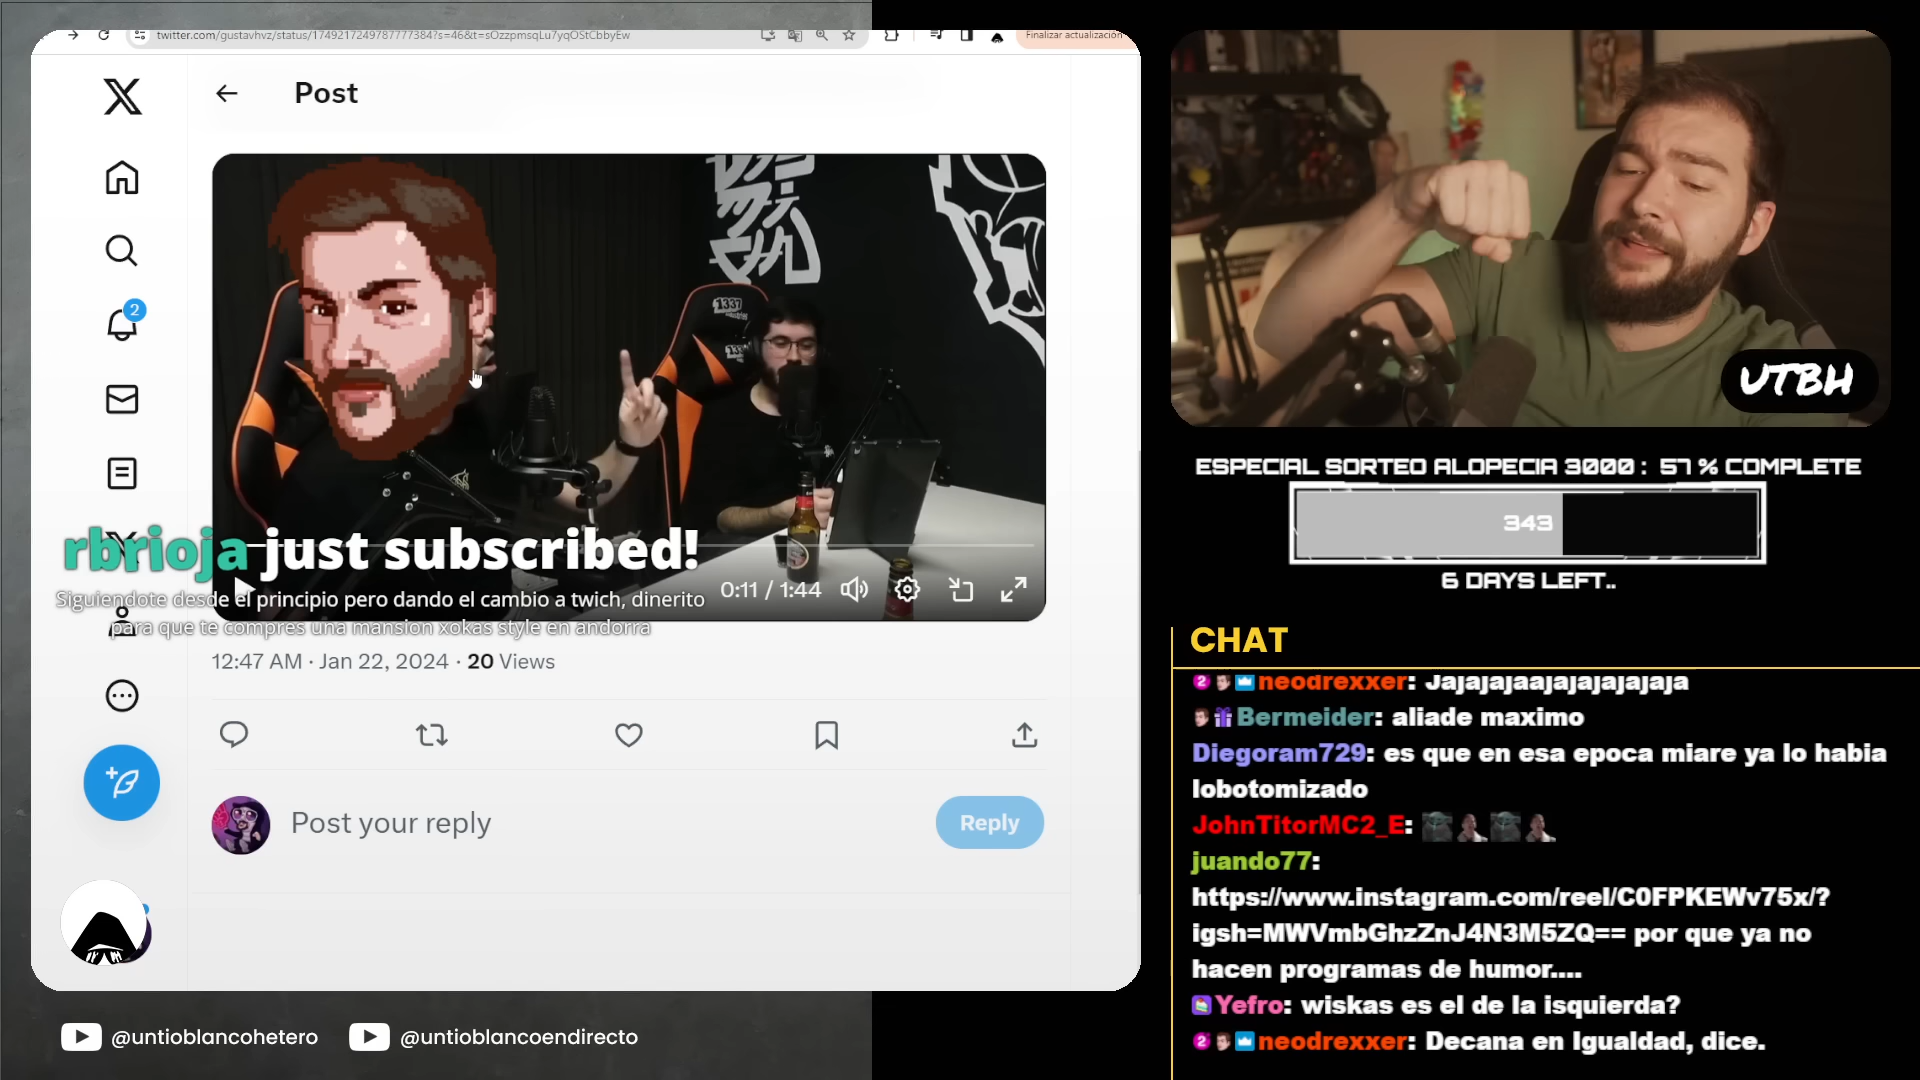 twitter.com/gustavhvz/status/1749217249787777384?s=46&t=sOzzpmsqLu7yqOStCbbyEw
Finalizar actualización
Post
2
1337
rbrioja just subscribed!
Siguiendote desde el principio pero dando el cambio a twich, dinerito
para que te compres una mansion xokas style en andorra
0:11 / 1:44
12:47 AM · Jan 22, 2024 · 20 Views
Post your reply
Reply
@untioblancohetero
@untioblancoendirecto
UTBH
ESPECIAL SORTEO ALOPECIA 3000 : 57 % COMPLETE
343
6 DAYS LEFT..
CHAT
neodrexxer: Jajajajaajajajajajaja
Bermeider: aliade maximo
Diegoram729: es que en esa epoca miare ya lo habia
lobotomizado
JohnTitorMC2_E:
juando77:
https://www.instagram.com/reel/C0FPKEWv75x/?
igsh=MWVmbGhzZnJ4N3M5ZQ== por que ya no
hacen programas de humor....
Yefro: wiskas es el de la isquierda?
neodrexxer: Decana en Igualdad, dice.